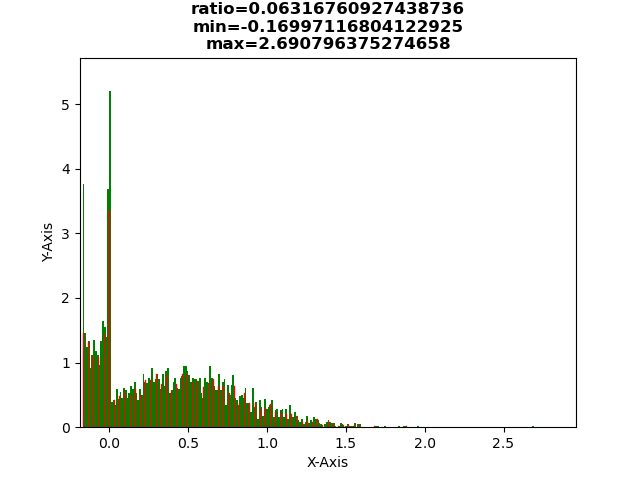 ratio=0.06316760927438736
min=-0.16997116804122925
max=2.690796375274658
5
4
3
2
1
0
Y-Axis
0.0 0.5 1.0 1.5 2.0 2.5
X-Axis